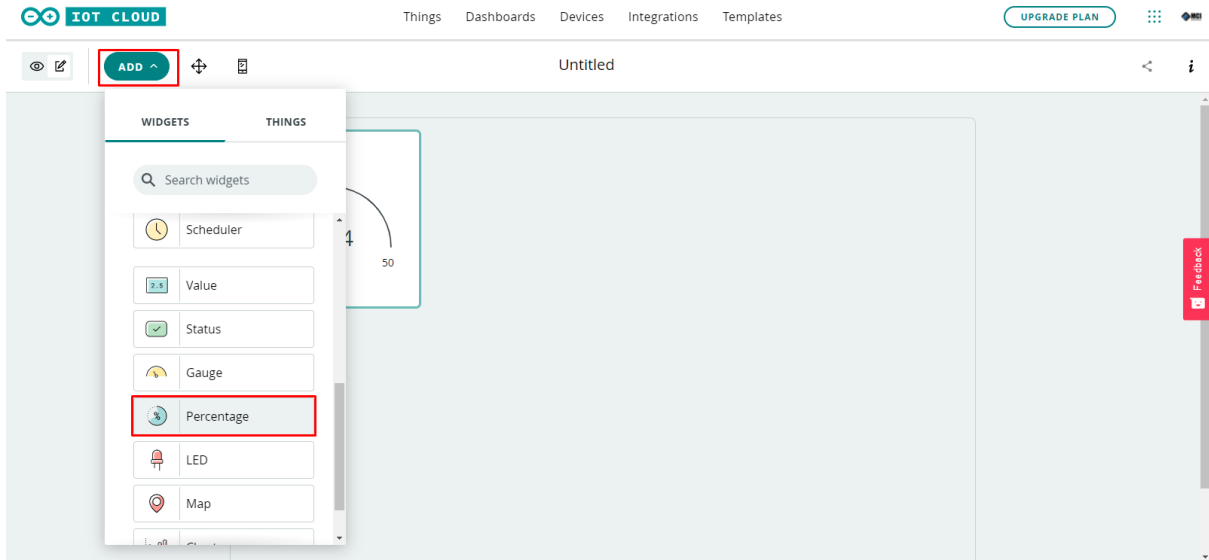 IOT CLOUD
Things Dashboards Devices Integrations Templates
UPGRADE PLAN
MCI
ADD
Untitled
i
WIDGETS THINGS
Search widgets
Scheduler
4
50
2.5 Value
Status
Gauge
% Percentage
LED
Map
Feedback